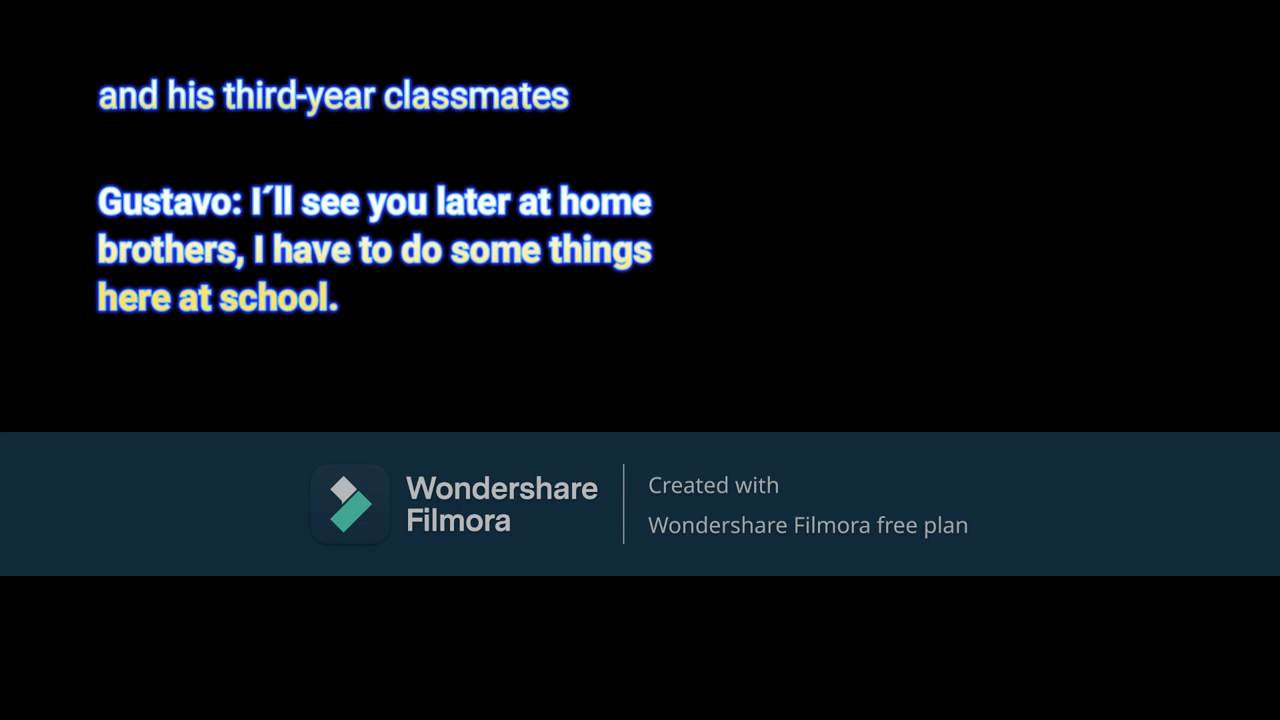 and his third-year classmates
Gustavo: I´ll see you later at home
brothers, I have to do some things
here at school.
Wondershare
Filmora
Created with
Wondershare Filmora free plan